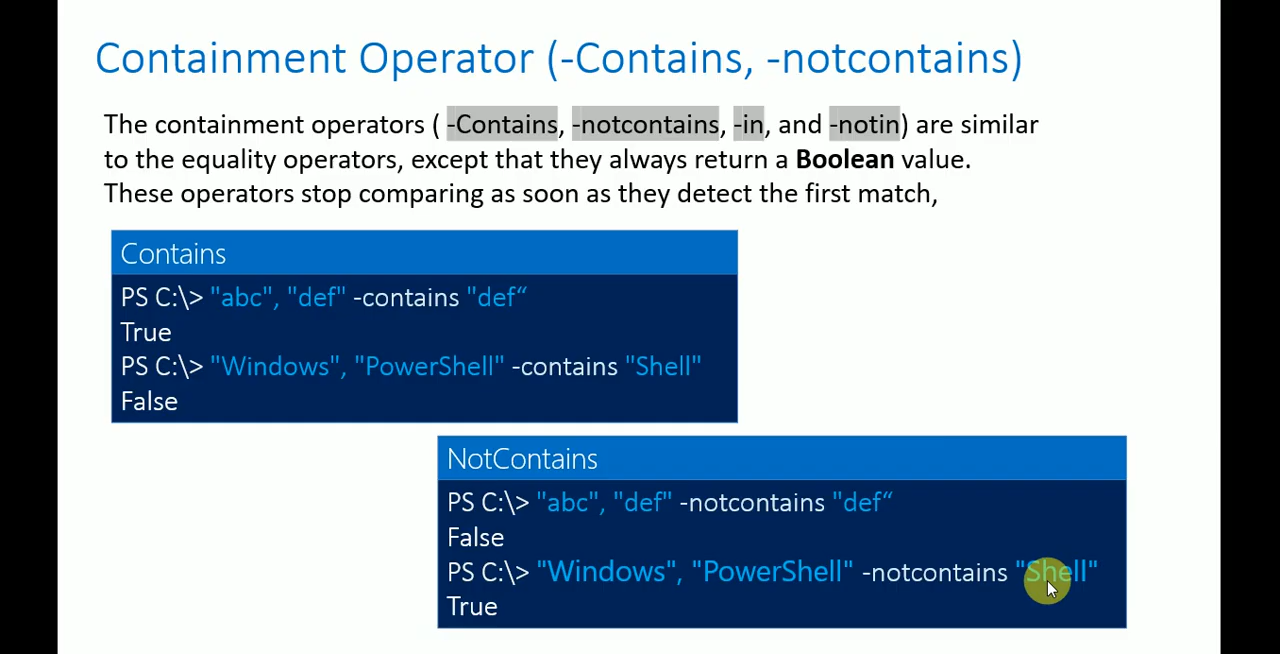 Containment Operator (-Contains, -notcontains)
The containment operators ( -Contains, -notcontains, -in, and -notin) are similar
to the equality operators, except that they always return a Boolean value.
These operators stop comparing as soon as they detect the first match,
Contains
PS C:\> "abc", "def" -contains "def“
True
PS C:\> "Windows", "PowerShell" -contains "Shell"
False
NotContains
PS C:\> "abc", "def" -notcontains "def“
False
PS C:\> "Windows", "PowerShell" -notcontains "Shell"
True